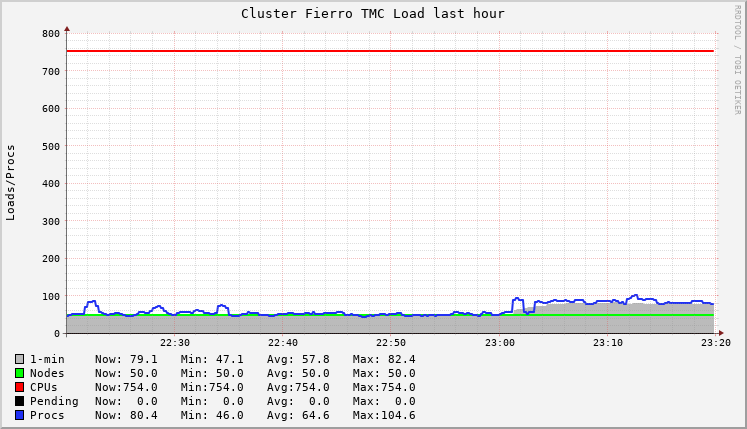 Cluster Fierro TMC Load last hour
RRDTOOL / TOBI OETIKER
Loads/Procs
800
700
600
500
400
300
200
100
0
22:30 22:40 22:50 23:00 23:10 23:20
1-min Now: 79.1 Min: 47.1 Avg: 57.8 Max: 82.4
Nodes Now: 50.0 Min: 50.0 Avg: 50.0 Max: 50.0
CPUs Now:754.0 Min:754.0 Avg:754.0 Max:754.0
Pending Now: 0.0 Min: 0.0 Avg: 0.0 Max: 0.0
Procs Now: 80.4 Min: 46.0 Avg: 64.6 Max:104.6